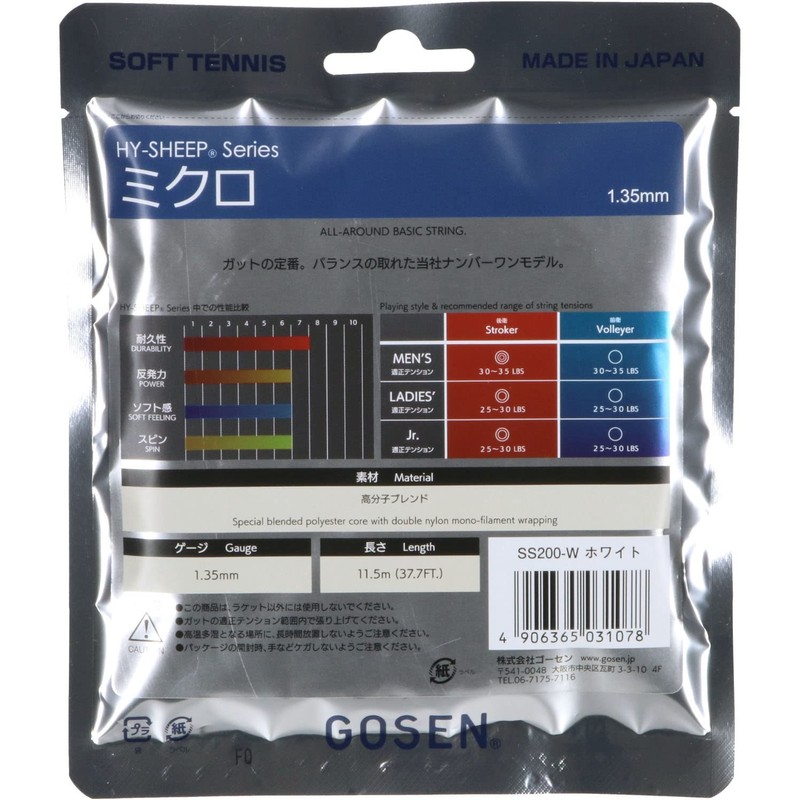 SOFT TENNIS
MADE IN JAPAN
HY-SHEEP® Series
ミクロ
1.35mm
ALL-AROUND BASIC STRING.
ガットの定番。バランスの取れた当社ナンバーワンモデル。
HY-SHEEP® Series 中での性能比較
1 2 3 4 5 6 7 8 9 10
耐久性
DURABILITY
反発力
POWER
ソフト感
SOFT FEELING
スピン
SPIN
Playing style & recommended range of string tensions
後衛 前衛
Stroker Volleyer
MEN'S
適正テンション
◎ ○
30~35 LBS 30~35 LBS
LADIES'
適正テンション
◎ ○
25~30 LBS 25~30 LBS
Jr.
適正テンション
◎ ○
25~30 LBS 25~30 LBS
素材 Material
高分子ブレンド
Special blended polyester core with double nylon mono-filament wrapping
ゲージ Gauge
1.35mm
長さ Length
11.5m (37.7FT.)
SS200-W ホワイト
4 906365 031078
CAUTION
●この商品は、ラケット以外には使用しないでください。
●ガットの適正テンション範囲内で張り上げてください。
●高温多湿となる場所に、長時間放置しないようご注意ください。
●パッケージの開封時、手などケガしないようご注意ください。
紙
ラベル
株式会社ゴーセン www.gosen.jp
〒541-0048 大阪市中央区瓦町 3-3-10 4F
TEL.06-7175-7116
プラ
袋
紙
ラベル
GOSEN®
FQ